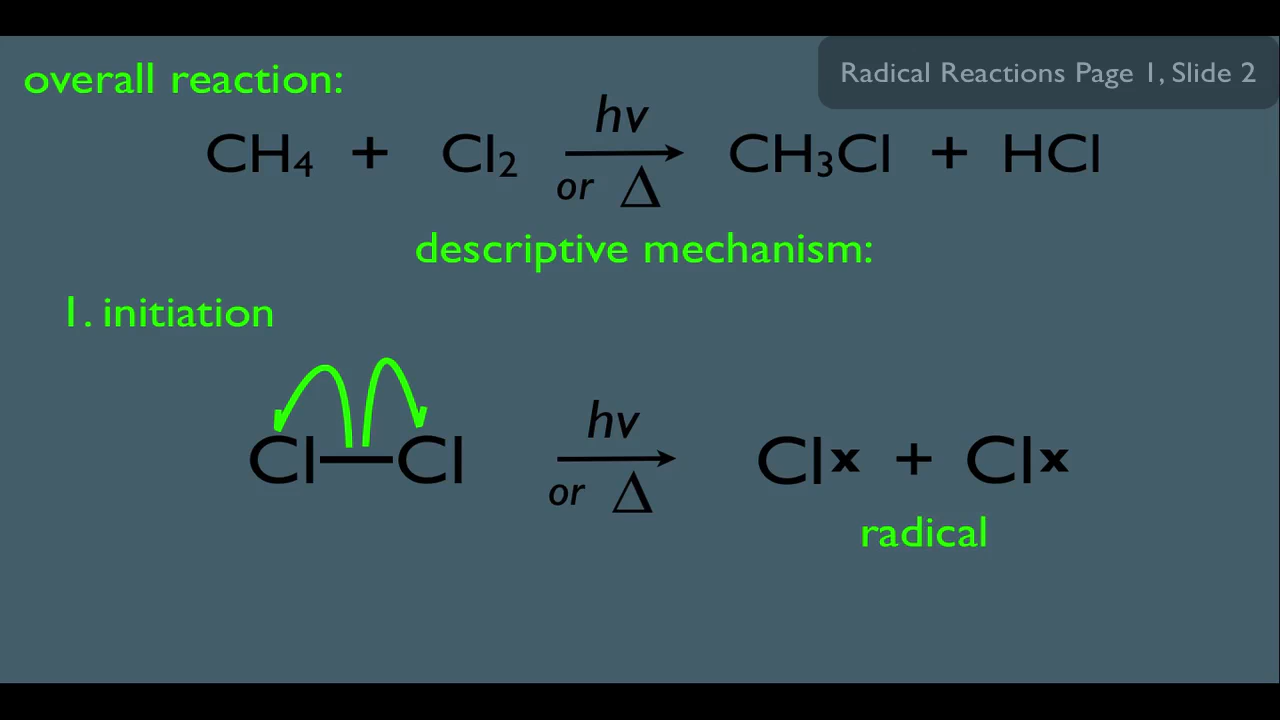 Radical Reactions Page 1, Slide 2
overall reaction:
hv
CH₄ + Cl₂ CH₃Cl + HCl
or Δ
descriptive mechanism:
1. initiation
hv
Cl—Cl Clx + Clx
or Δ
radical